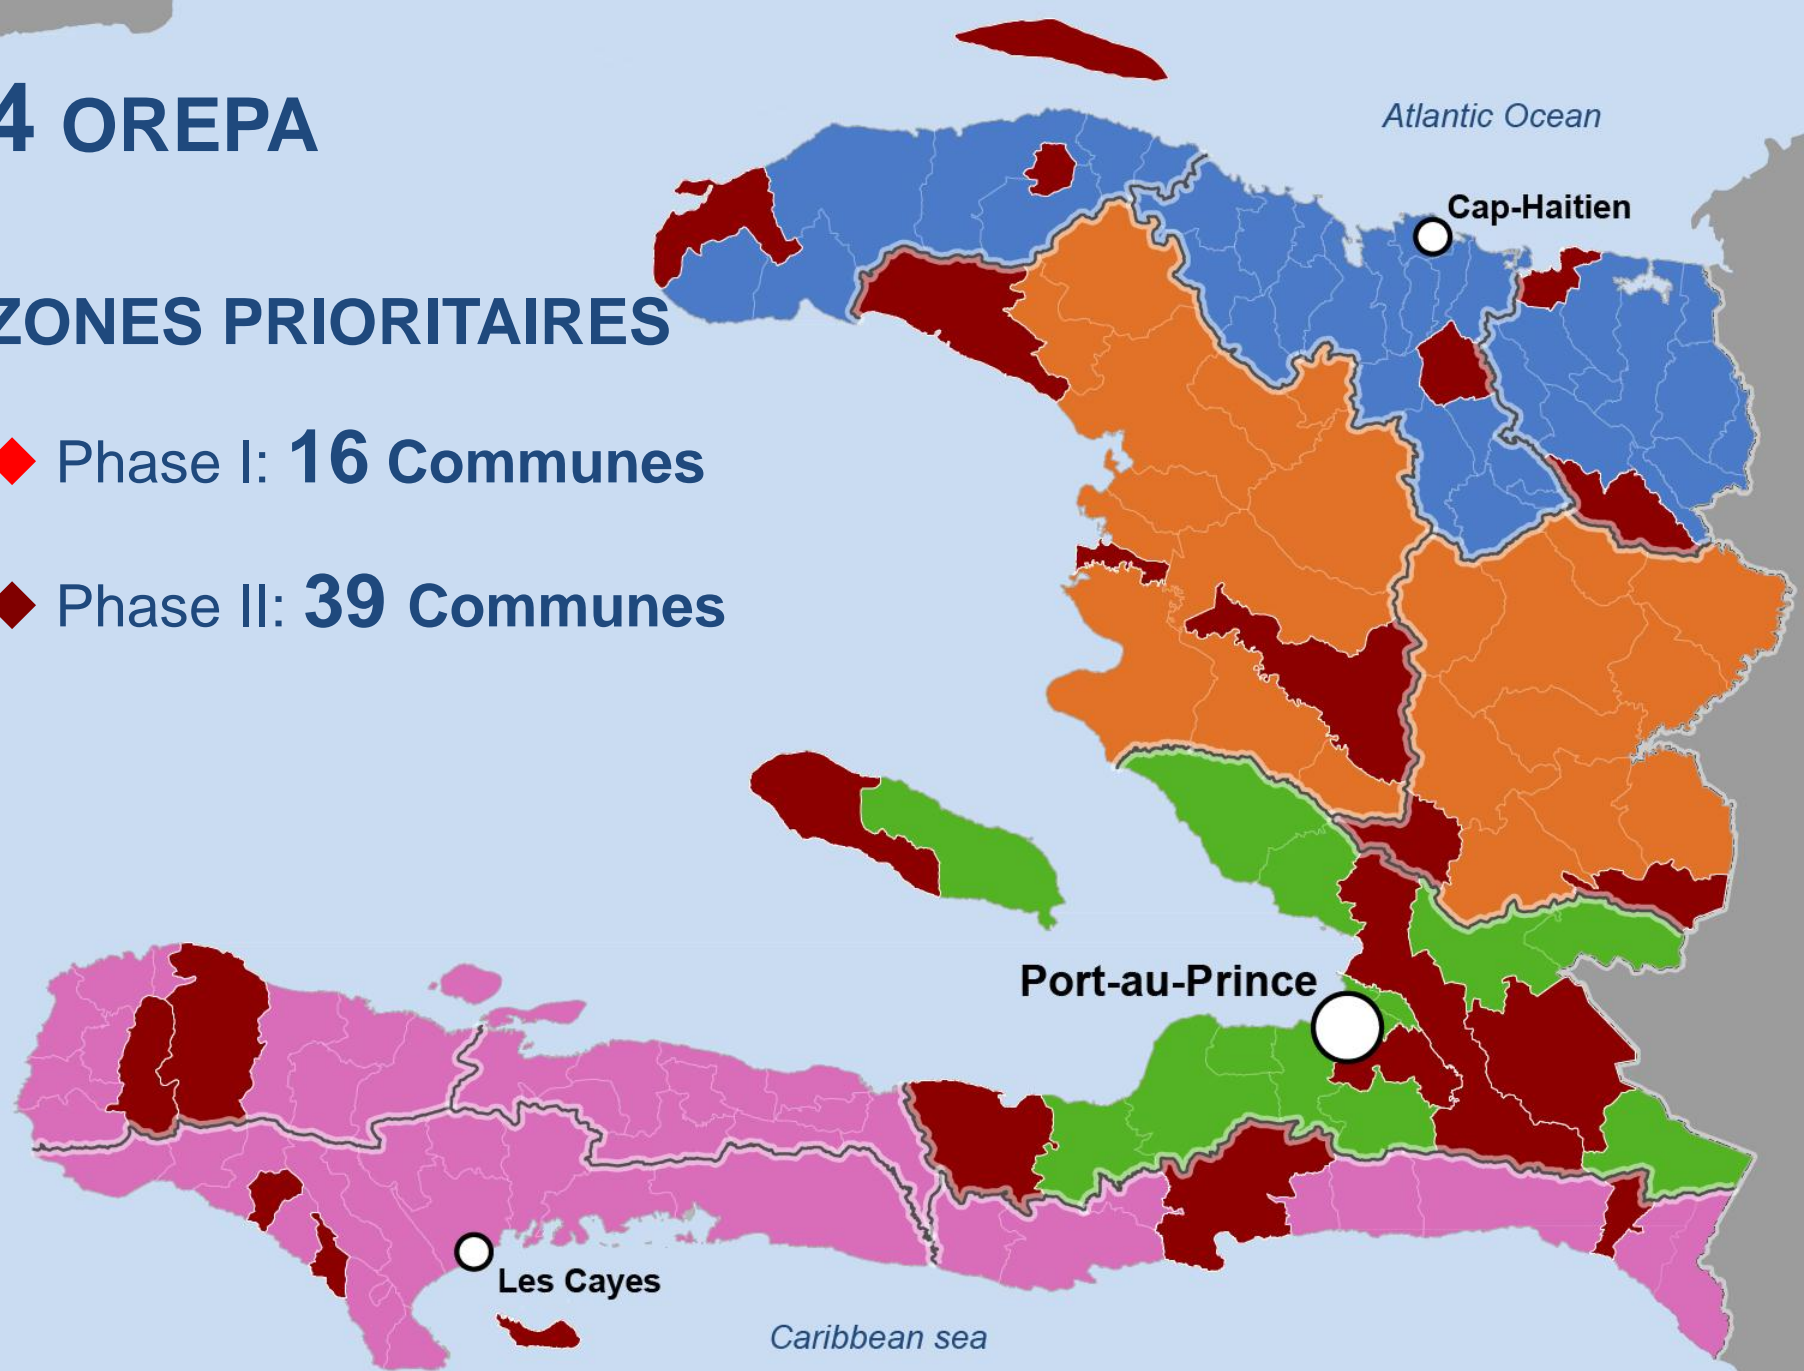 4 OREPA
ZONES PRIORITAIRES
Phase I: 16 Communes
Phase II: 39 Communes
Atlantic Ocean
Cap-Haitien
Port-au-Prince
Les Cayes
Caribbean sea